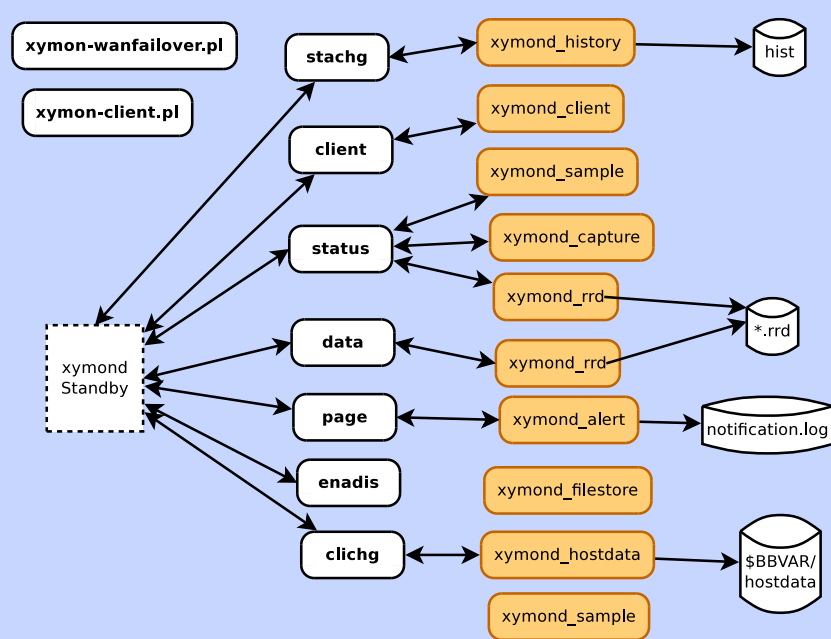 xymon-wanfailover.pl
xymon-client.pl
stachg
xymond_history
hist
client
xymond_client
xymond_sample
status
xymond_capture
xymond_rrd
*.rrd
xymond
Standby
data
xymond_rrd
page
xymond_alert
notification.log
enadis
xymond_filestore
clichg
xymond_hostdata
$BBVAR/
hostdata
xymond_sample